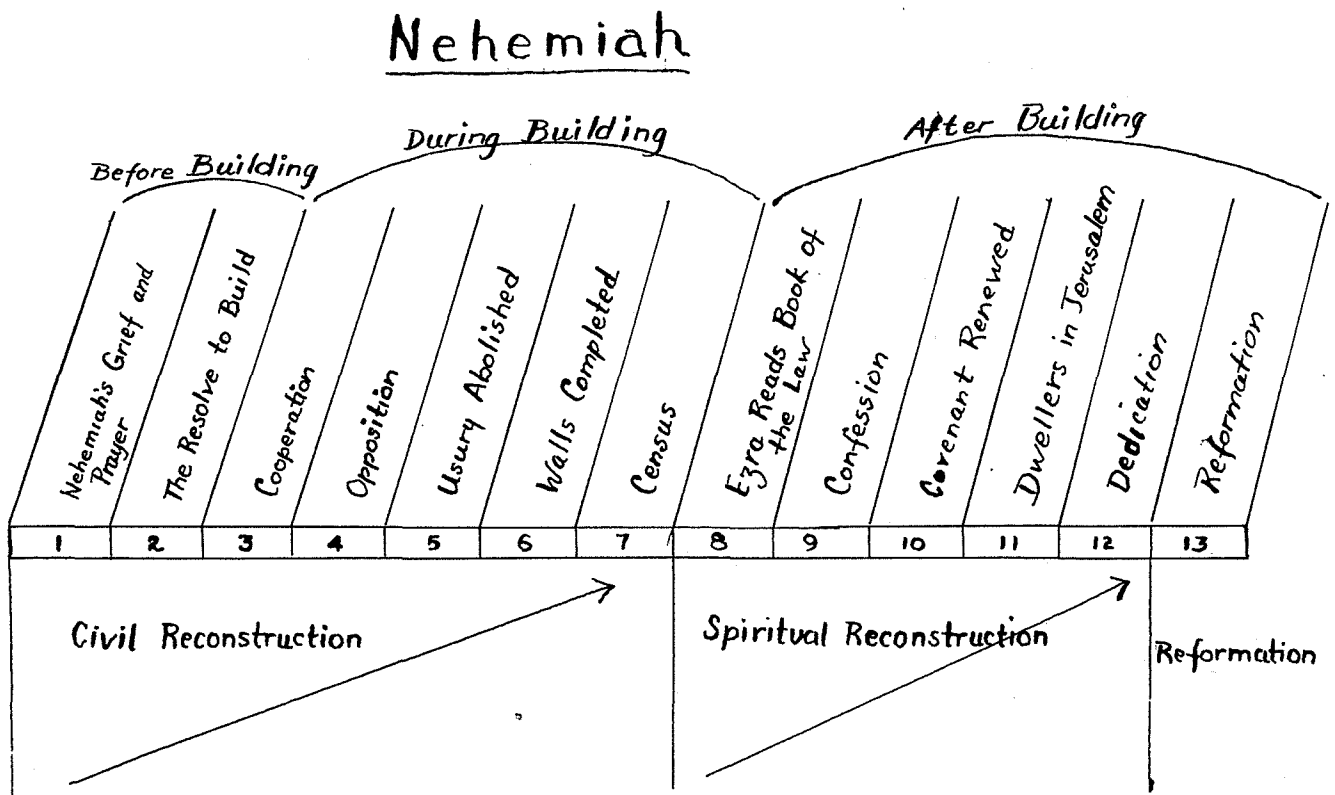 Nehemiah
Before Building
During Building
After Building
Nehemiah's Grief and
Prayer
The Resolve to Build
Cooperation
Opposition
Usury Abolished
Walls Completed
Census
Ezra Reads Book of
the Law
Confession
Covenant Renewed
Dwellers in Jerusalem
Dedication
Reformation
1 2 3 4 5 6 7 8 9 10 11 12 13
Civil Reconstruction
Spiritual Reconstruction
Reformation